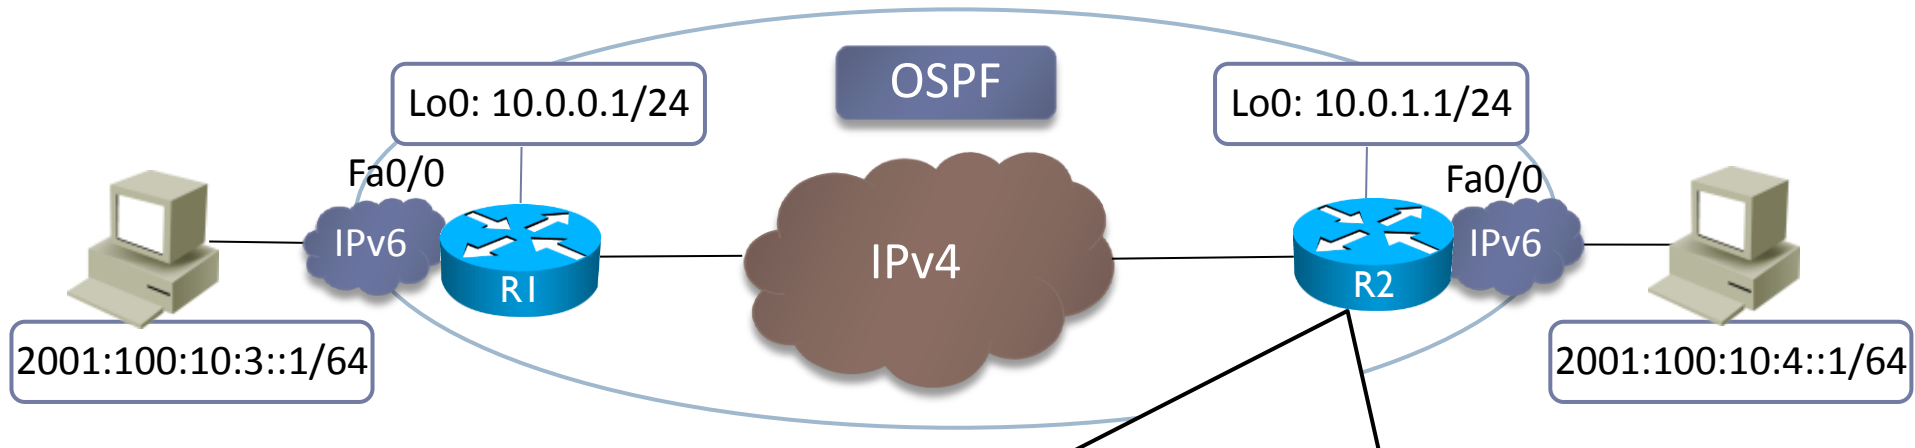 OSPF
Lo0: 10.0.0.1/24
Lo0: 10.0.1.1/24
Fa0/0
Fa0/0
IPv6
R1
IPv4
R2
IPv6
2001:100:10:3::1/64
2001:100:10:4::1/64